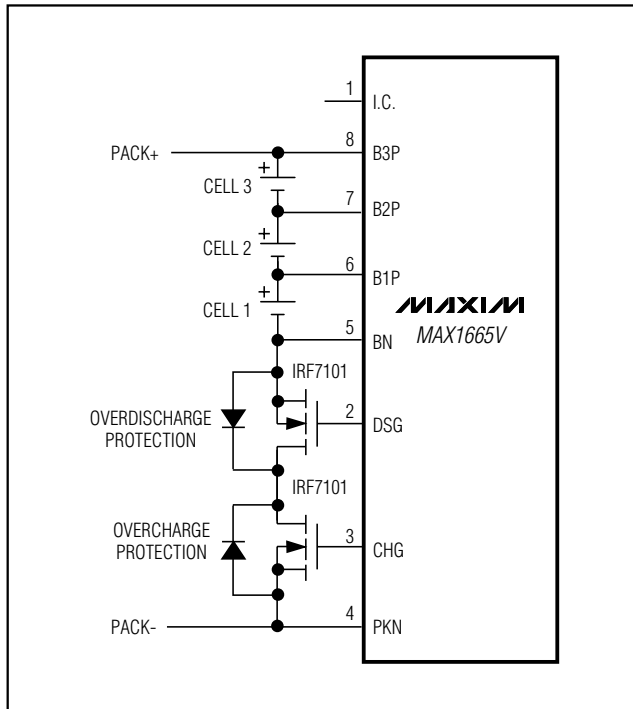 1
I.C.
PACK+
8
B3P
+
CELL 3
7
B2P
+
CELL 2
6
B1P
+
CELL 1
MAXIM
MAX1665V
5
BN
IRF7101
OVERDISCHARGE
PROTECTION
2
DSG
IRF7101
OVERCHARGE
PROTECTION
3
CHG
PACK-
4
PKN